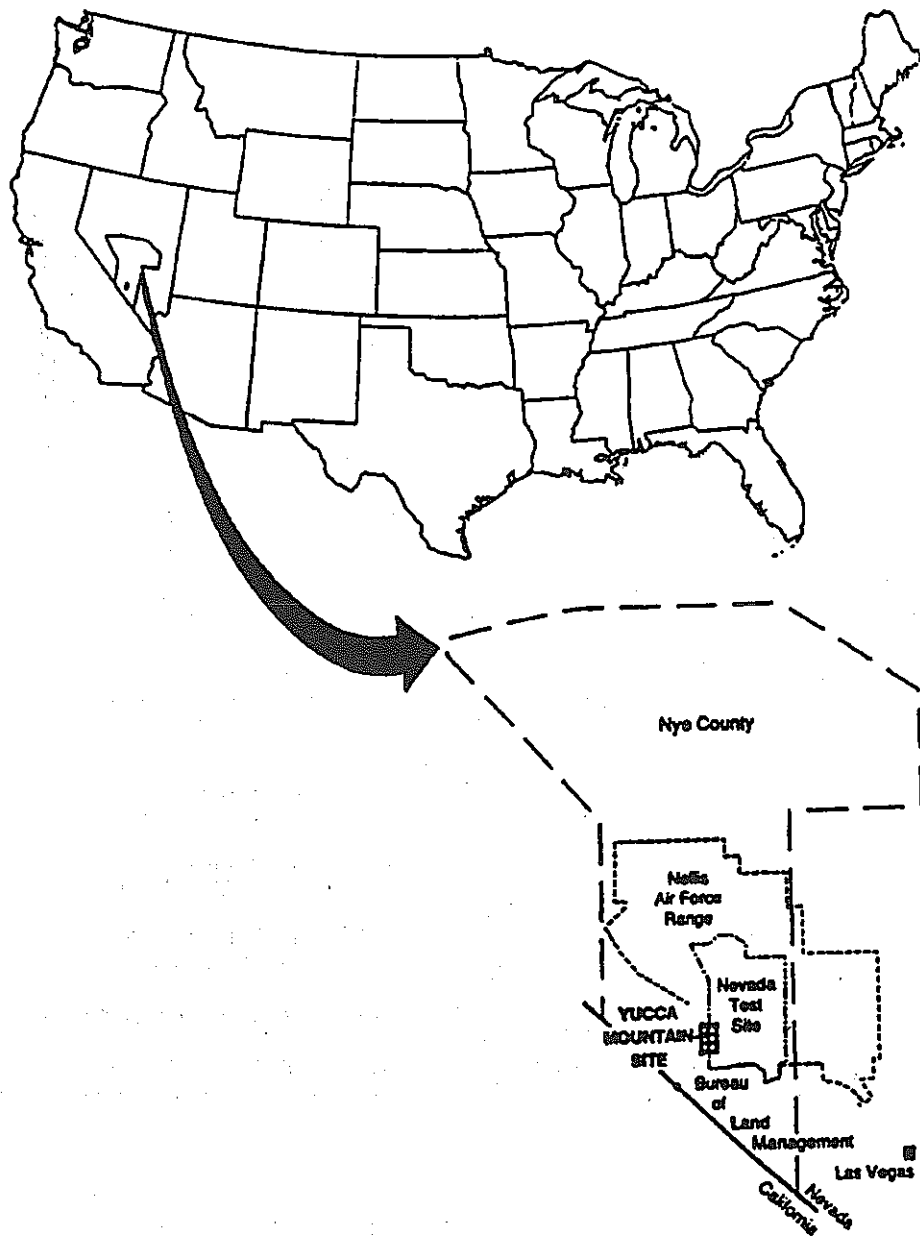 Nye County
Nellis
Air Force
Range
Nevada
Test
Site
YUCCA
MOUNTAIN
SITE
Bureau
of
Land
Management
Las Vegas
Nevada
California